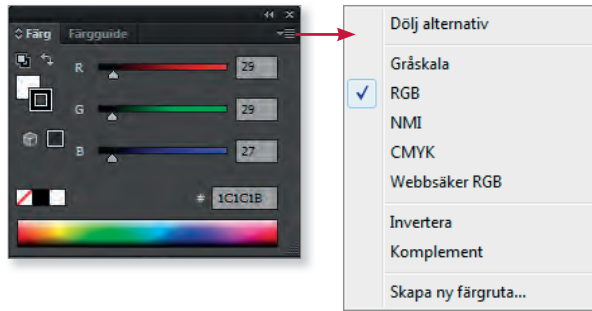 Färg Färgguide
R 29
G 29
B 27
# 1C1C1B
Dölj alternativ
Gråskala
RGB
NMI
CMYK
Webbsäker RGB
Invertera
Komplement
Skapa ny färgruta...